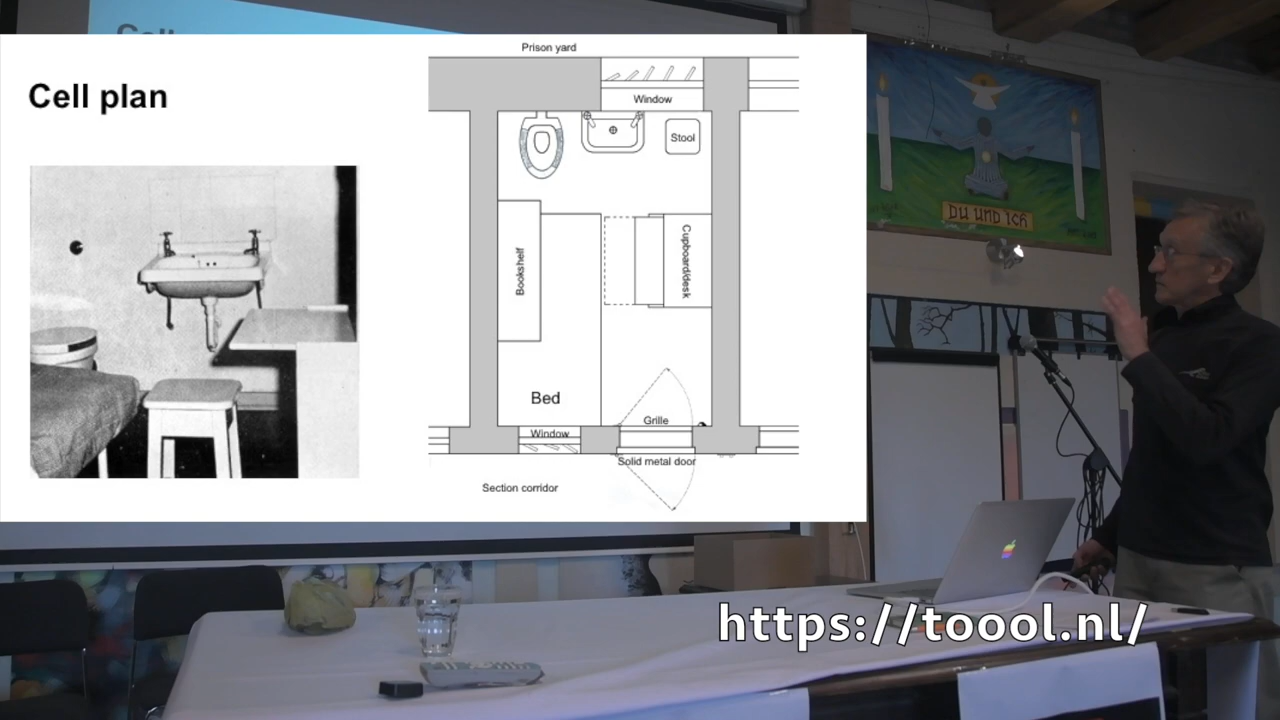 Prison yard
Cell plan
Window
Stool
Bookshelf
Cupboard/desk
Bed
Grille
Window
Solid metal door
Section corridor
DU UND ICH
https://toool.nl/